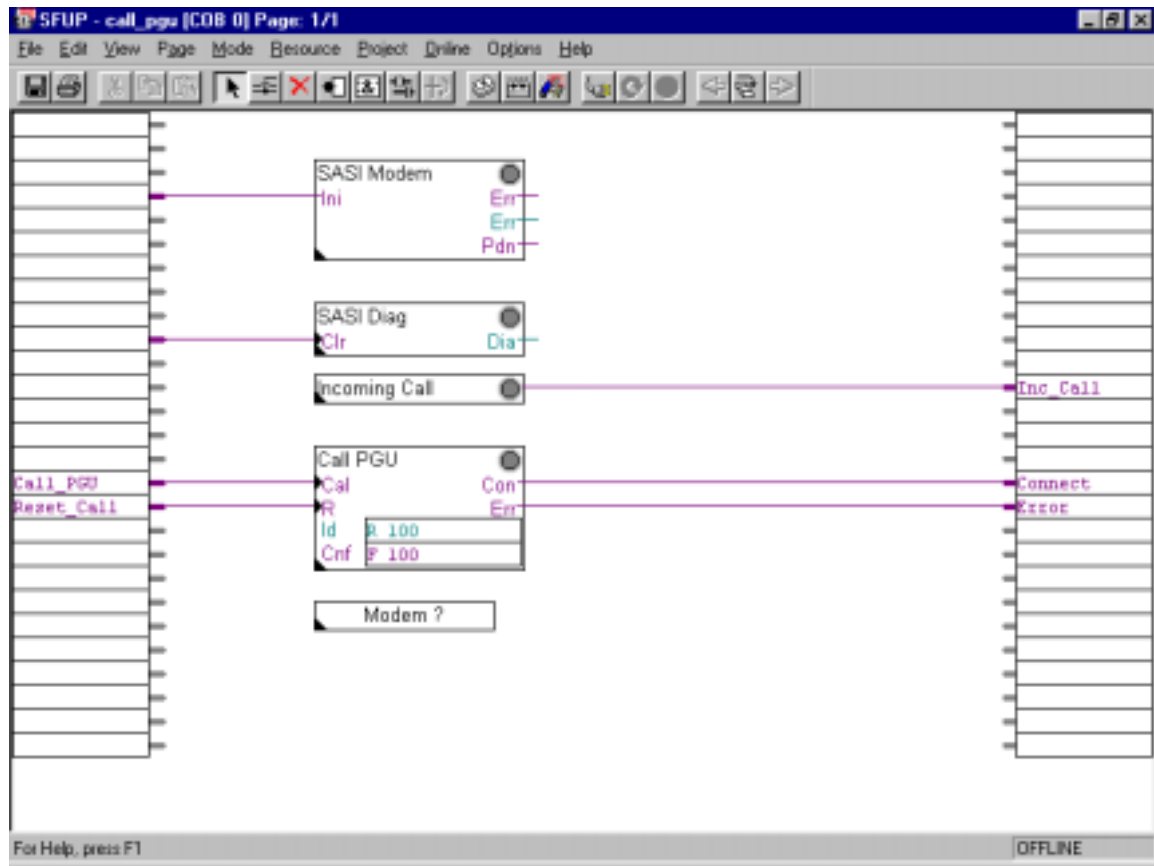 SFUP - call_pgu [COB 0] Page: 1/1
File Edit View Page Mode Resource Project Online Options Help
SASI Modem
Ini Err
Err
Pdn
SASI Diag
Clr Dia
Incoming Call Inc_Call
Call PGU
Call_PGU Cal Con Connect
Reset_Call R Err Error
Id R 100
Cnf F 100
Modem ?
For Help, press F1 OFFLINE